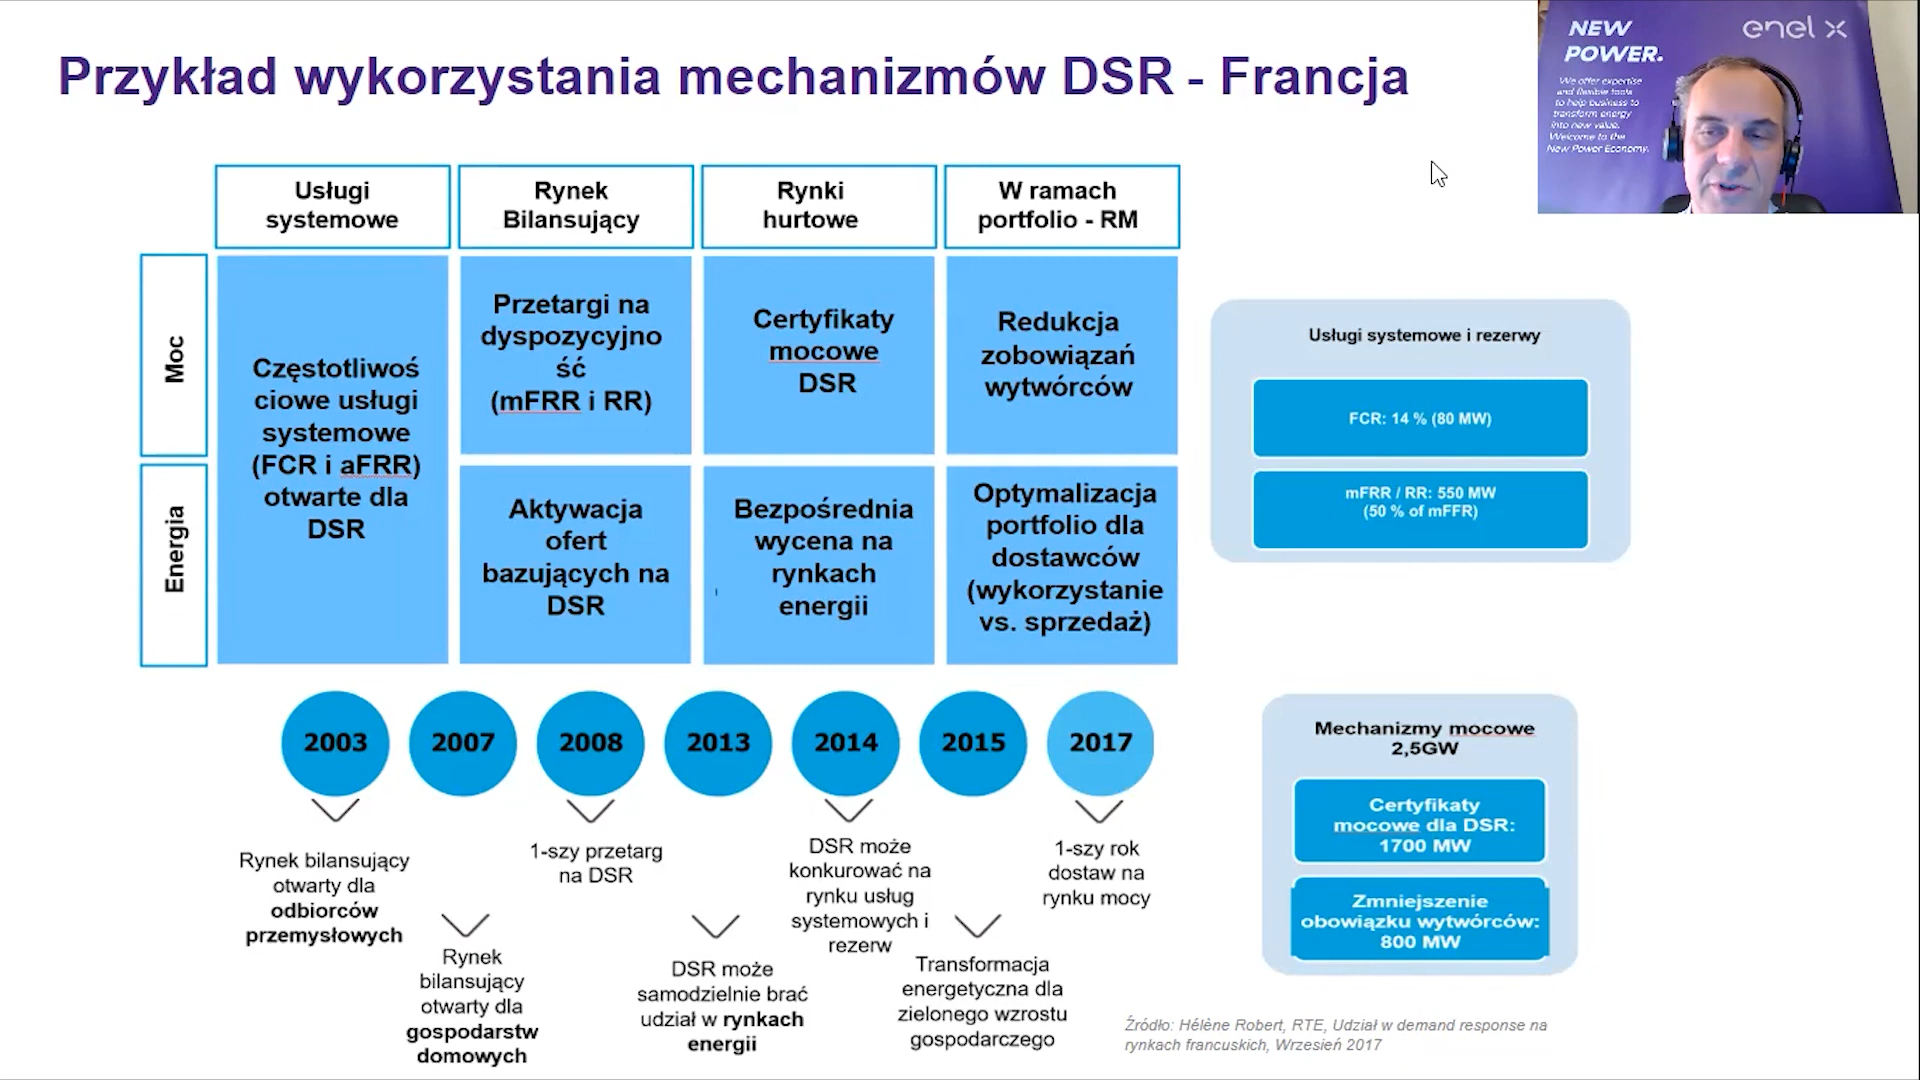 Przykład wykorzystania mechanizmów DSR - Francja
NEW
POWER.
enel x
We offer expertise
and flexible tools
to help business to
transform energy
into new value.
Welcome to the
New Power Economy.
Usługi
systemowe
Rynek
Bilansujący
Rynki
hurtowe
W ramach
portfolio - RM
Moc
Częstotliwoś
ciowe usługi
systemowe
(FCR i aFRR)
otwarte dla
DSR
Przetargi na
dyspozycyjno
ść
(mFRR i RR)
Certyfikaty
mocowe
DSR
Redukcja
zobowiązań
wytwórców
Energia
Aktywacja
ofert
bazujących na
DSR
Bezpośrednia
wycena na
rynkach
energii
Optymalizacja
portfolio dla
dostawców
(wykorzystanie
vs. sprzedaż)
Usługi systemowe i rezerwy
FCR: 14 % (80 MW)
mFRR / RR: 550 MW
(50 % of mFFR)
2003
2007
2008
2013
2014
2015
2017
Rynek bilansujący
otwarty dla
odbiorców
przemysłowych
Rynek
bilansujący
otwarty dla
gospodarstw
domowych
1-szy przetarg
na DSR
DSR może
samodzielnie brać
udział w rynkach
energii
DSR może
konkurować na
rynku usług
systemowych i
rezerw
Transformacja
energetyczna dla
zielonego wzrostu
gospodarczego
1-szy rok
dostaw na
rynku mocy
Mechanizmy mocowe
2,5GW
Certyfikaty
mocowe dla DSR:
1700 MW
Zmniejszenie
obowiązku wytwórców:
800 MW
Źródło: Hélène Robert, RTE, Udział w demand response na
rynkach francuskich, Wrzesień 2017